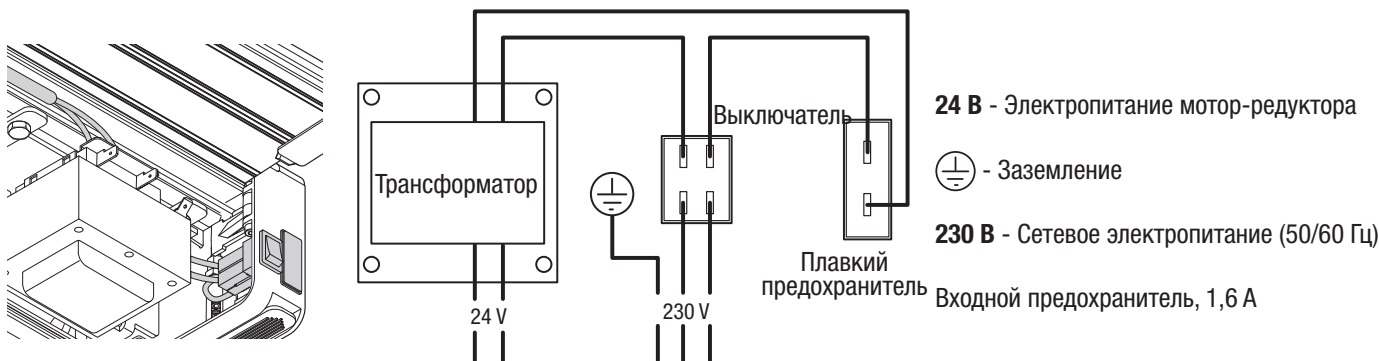 Выключатель
Трансформатор
Плавкий
предохранитель
24 V
230 V
24 В - Электропитание мотор-редуктора
- Заземление
230 В - Сетевое электропитание (50/60 Гц)
Входной предохранитель, 1,6 А